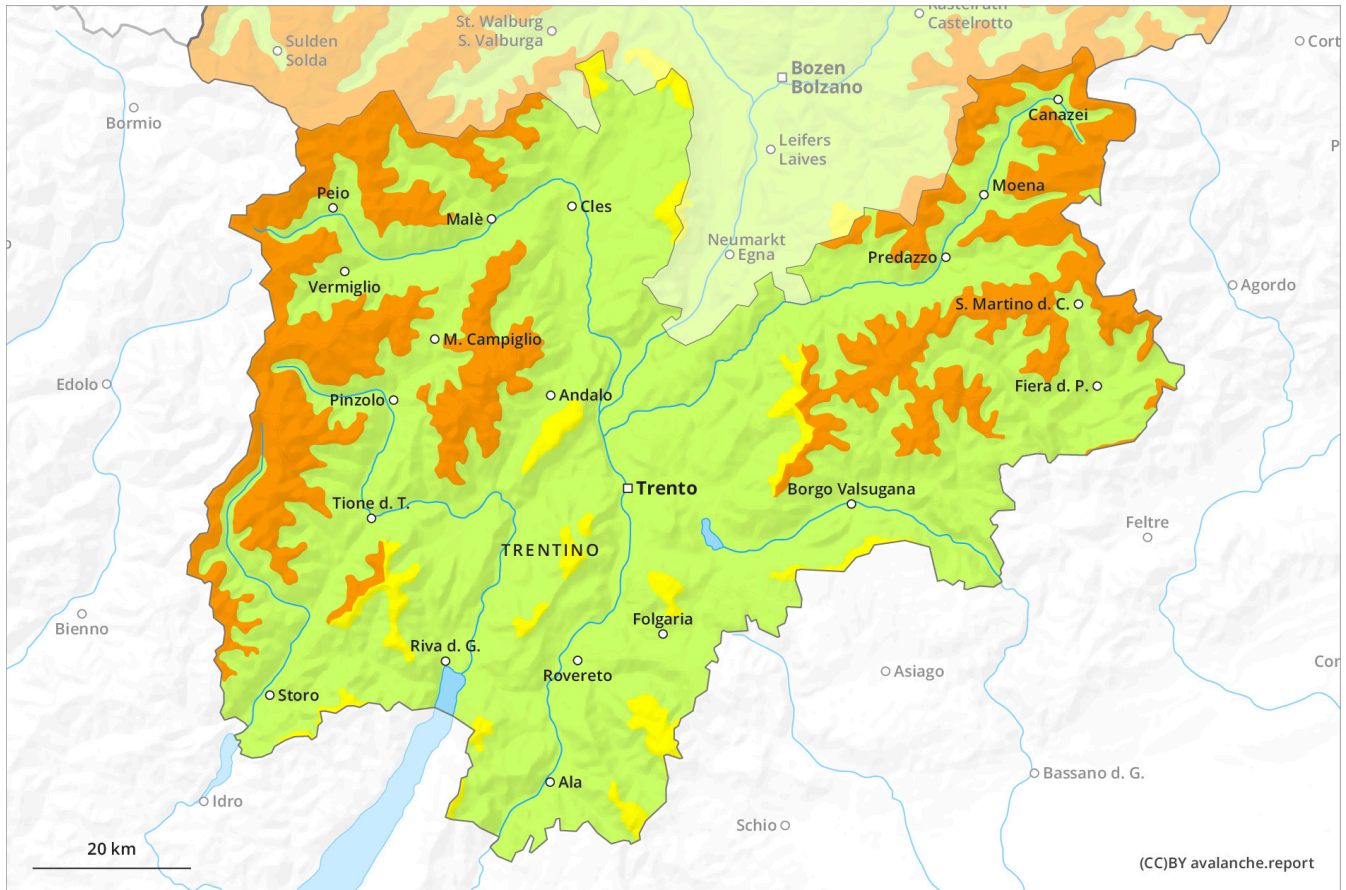 St. Walburg
S. Valburga
Kastelruth
Castelrotto
Sulden
Solda
Cort
Bozen
Bolzano
Bormio
Canazei
Leifers
Laives
P
Peio
Moena
Malè
Cles
Neumarkt
Egna
Predazzo
Vermiglio
Agordo
S. Martino d. C.
M. Campiglio
Edolo
Andalo
Fiera d. P.
Pinzolo
Trento
Borgo Valsugana
Tione d. T.
Feltre
TRENTINO
Bienno
Folgaria
Riva d. G.
Cor
Asiago
Rovereto
Storo
Bassano d. G.
Ala
Idro
Schio
20 km
(CC)BY avalanche.report